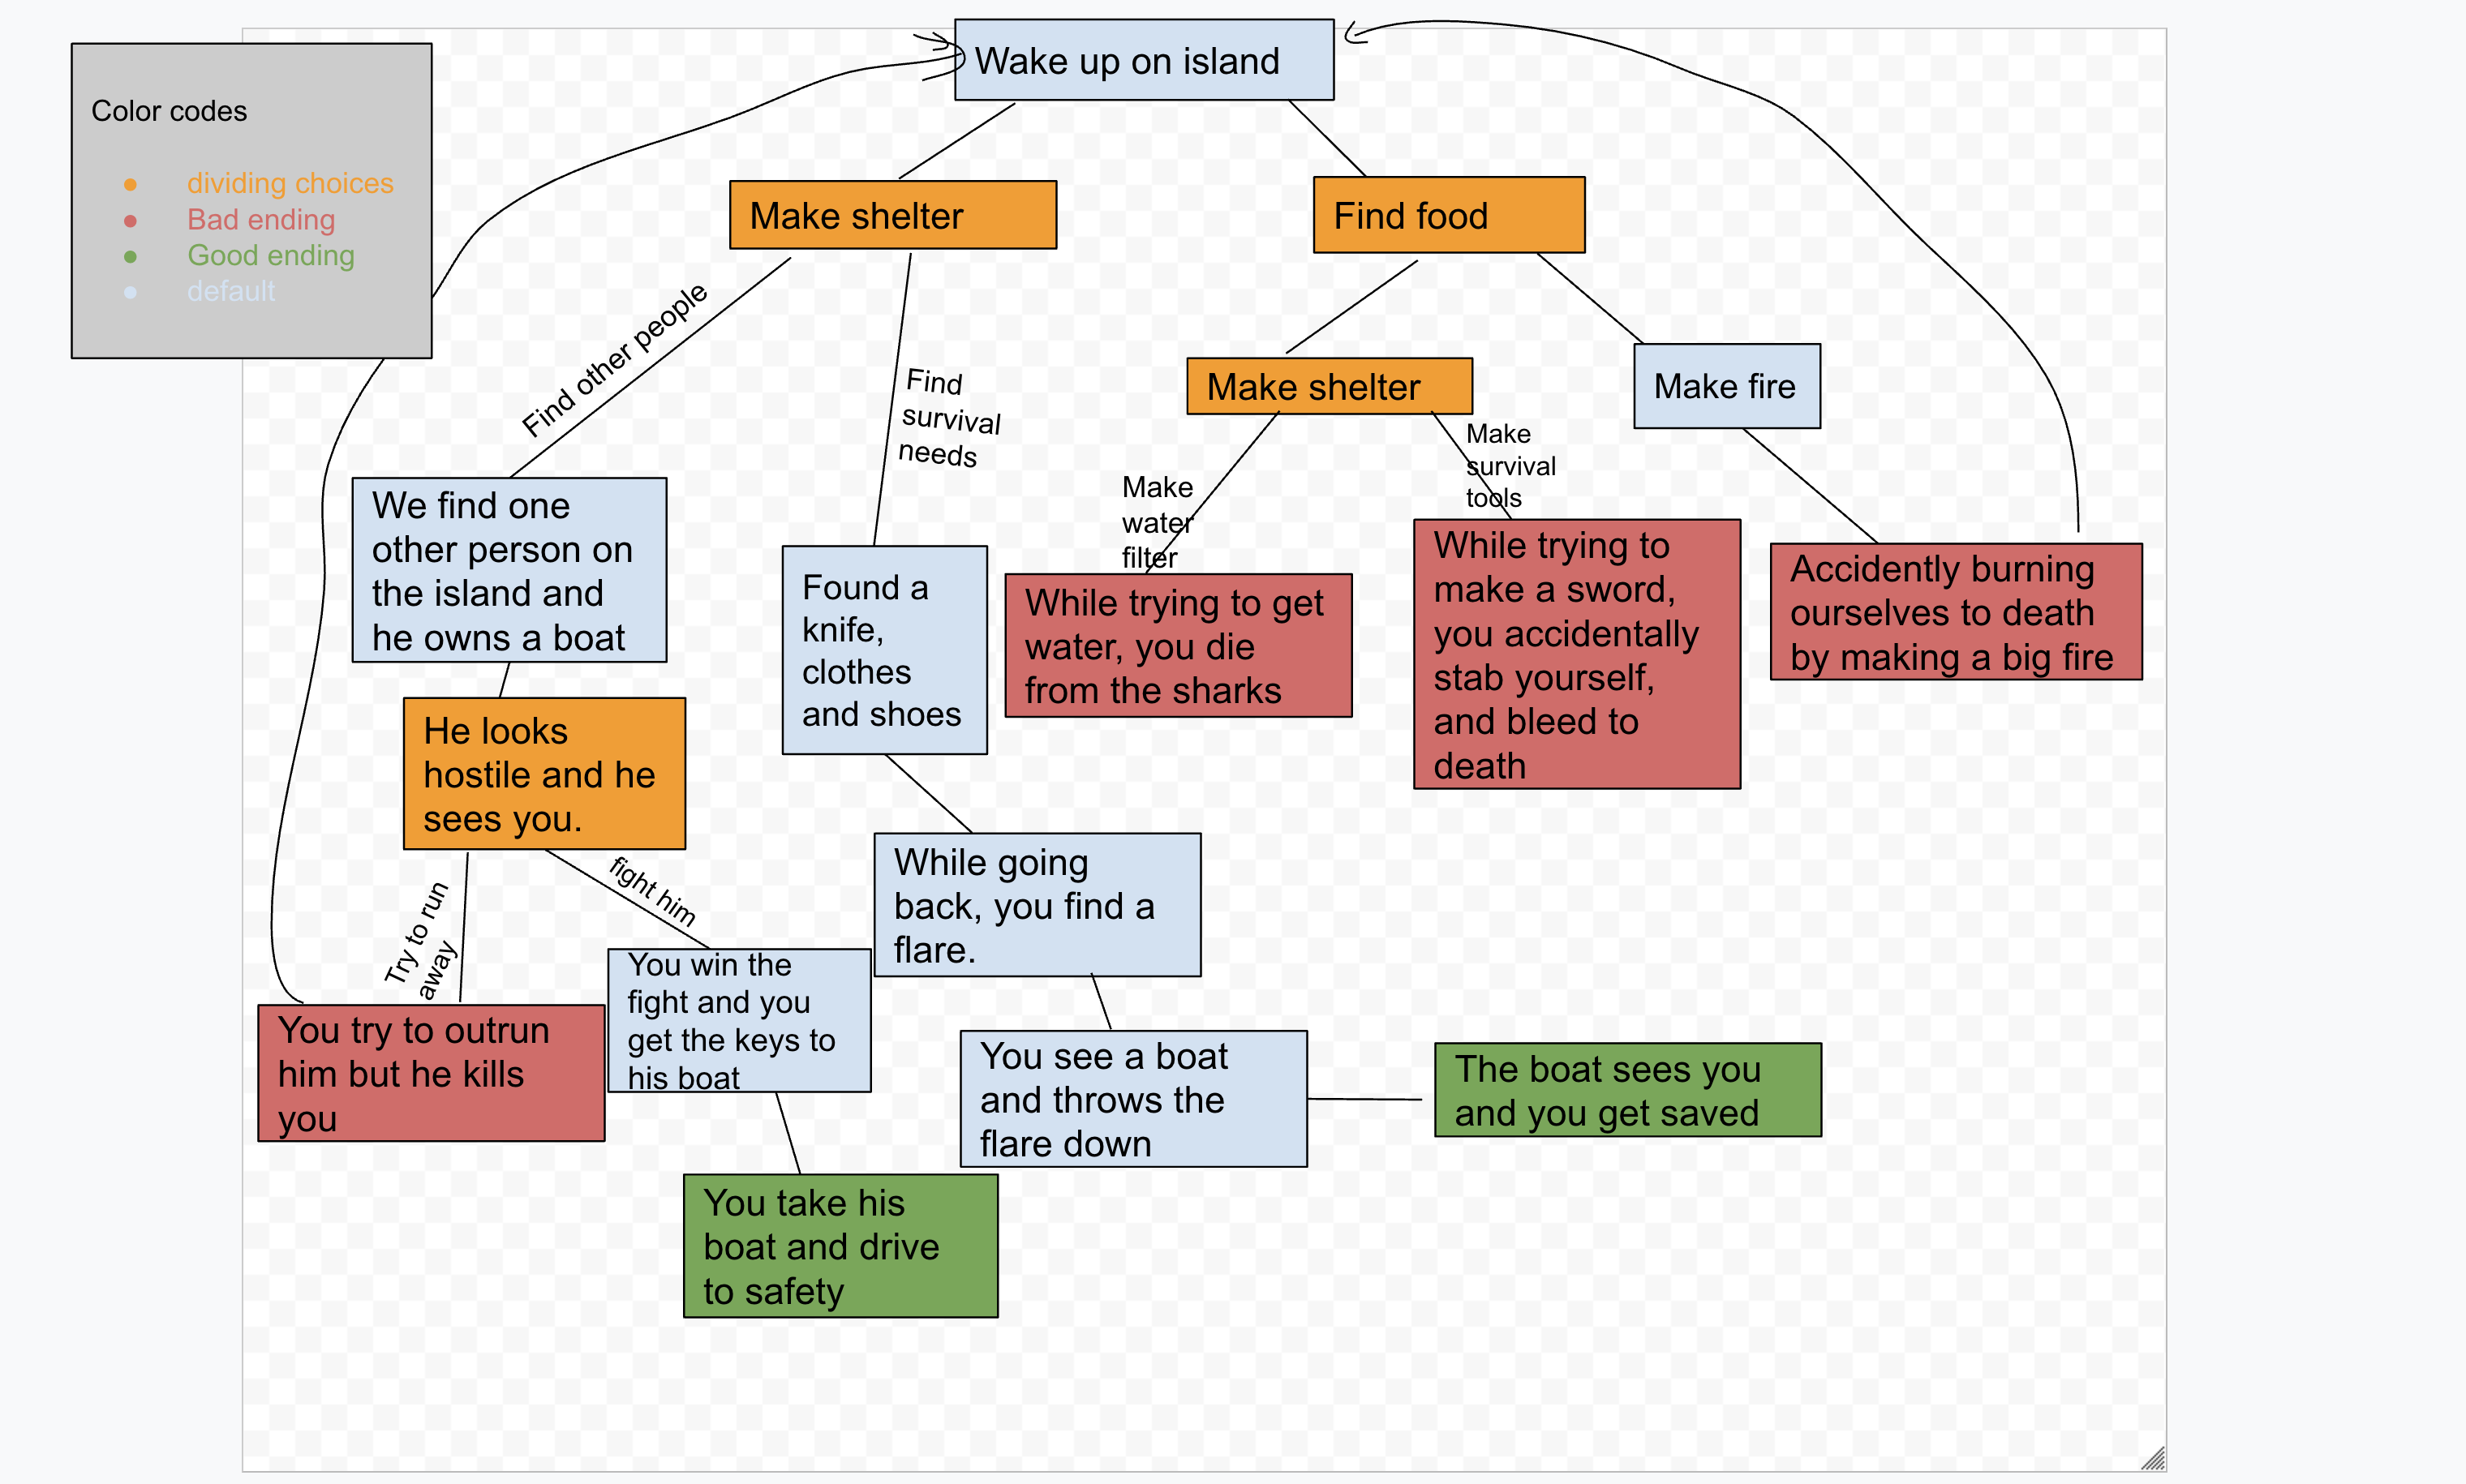 Wake up on island
Color codes
dividing choices
Bad ending
Good ending
default
Make shelter
Find food
Find other people
Find
survival
needs
Make shelter
Make fire
Make
water
filter
Make
survival
tools
We find one
other person on
the island and
he owns a boat
Found a
knife,
clothes
and shoes
While trying to get
water, you die
from the sharks
While trying to
make a sword,
you accidentally
stab yourself,
and bleed to
death
Accidently burning
ourselves to death
by making a big fire
He looks
hostile and he
sees you.
Try to run
away
fight him
While going
back, you find a
flare.
You try to outrun
him but he kills
you
You win the
fight and you
get the keys to
his boat
You see a boat
and throws the
flare down
The boat sees you
and you get saved
You take his
boat and drive
to safety